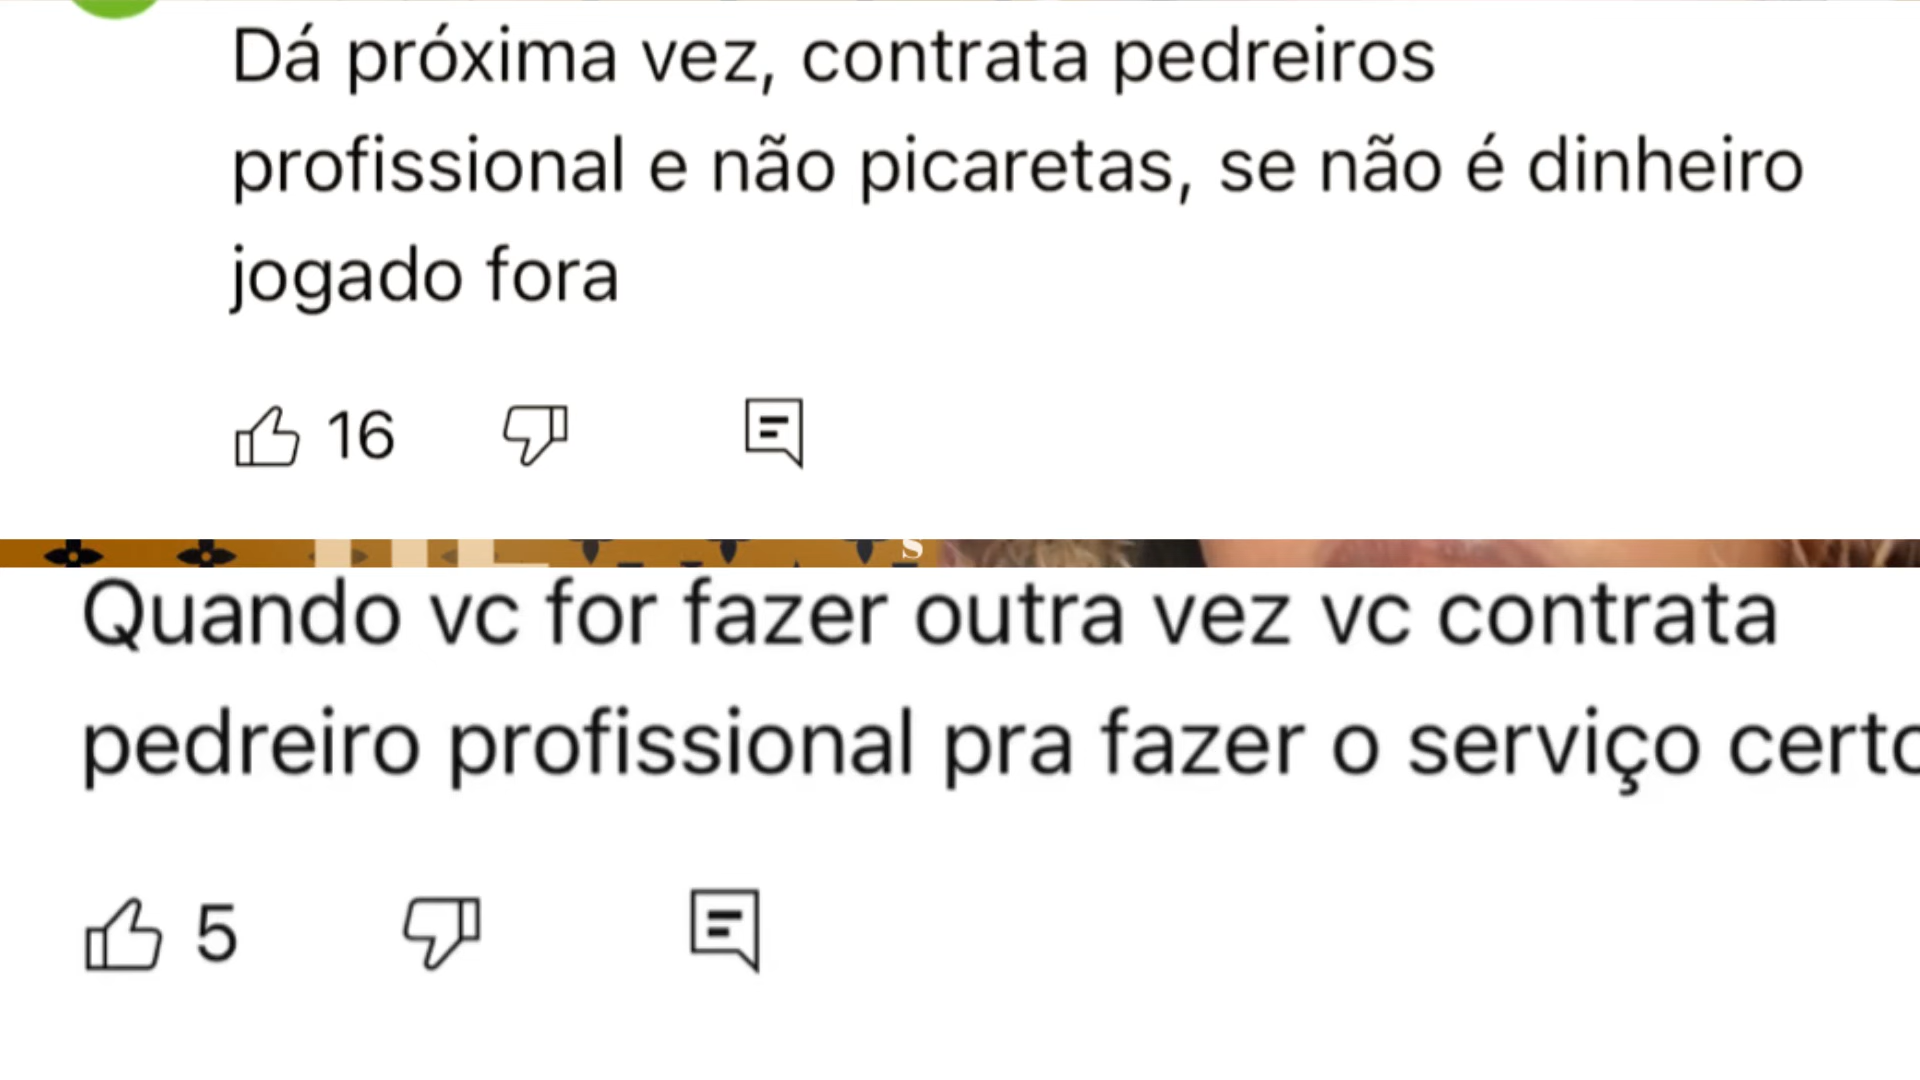 Dá próxima vez, contrata pedreiros
profissional e não picaretas, se não é dinheiro
jogado fora
16
s
Quando vc for fazer outra vez vc contrata
pedreiro profissional pra fazer o serviço certo
5